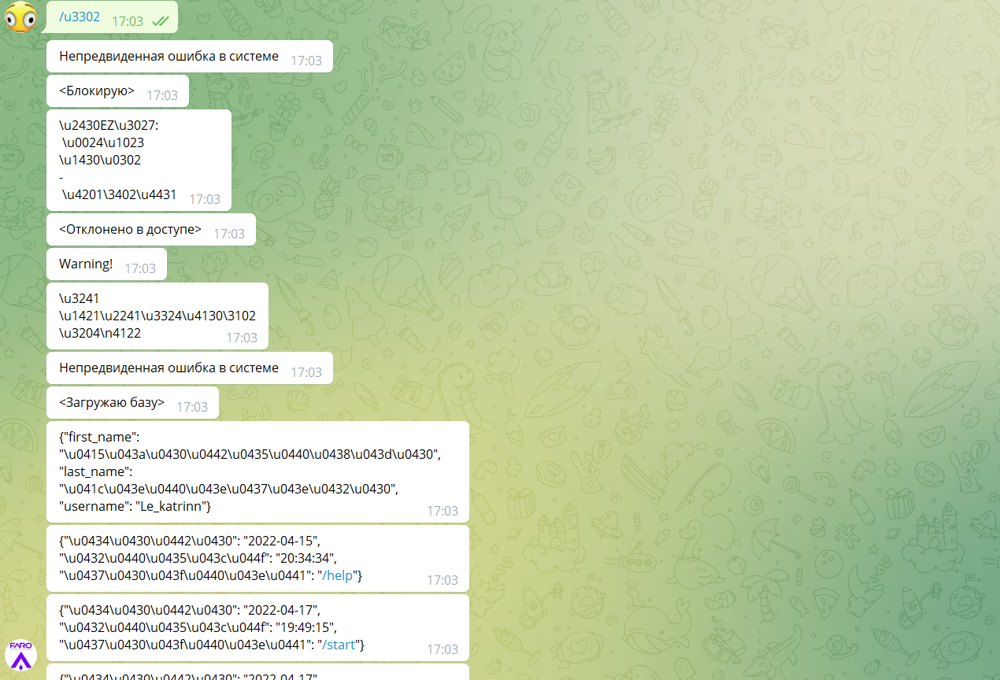 /u3302 17:03
Непредвиденная ошибка в системе 17:03
<Блокирую> 17:03
\u2430EZ\u3027:
\u0024\u1023
\u1430\u0302
-
\u4201\3402\u4431 17:03
<Отклонено в доступе> 17:03
Warning! 17:03
\u3241
\u1421\u2241\u3324\u4130\3102
\u3204\n4122 17:03
Непредвиденная ошибка в системе 17:03
<Загружаю базу> 17:03
{"first_name":
"\u0415\u043a\u0430\u0442\u0435\u0440\u0438\u043d\u0430",
"last_name":
"\u041c\u043e\u0440\u043e\u0437\u043e\u0432\u0430",
"username": "Le_katrinn"} 17:03
{"\u0434\u0430\u0442\u0430": "2022-04-15",
"\u0432\u0440\u0435\u043c\u044f": "20:34:34",
"\u0437\u0430\u043f\u0440\u043e\u0441": "/help"} 17:03
{"\u0434\u0430\u0442\u0430": "2022-04-17",
"\u0432\u0440\u0435\u043c\u044f": "19:49:15",
"\u0437\u0430\u043f\u0440\u043e\u0441": "/start"} 17:03
FARO
{"\u0434\u0430\u0442\u0430": "2022-04-17",